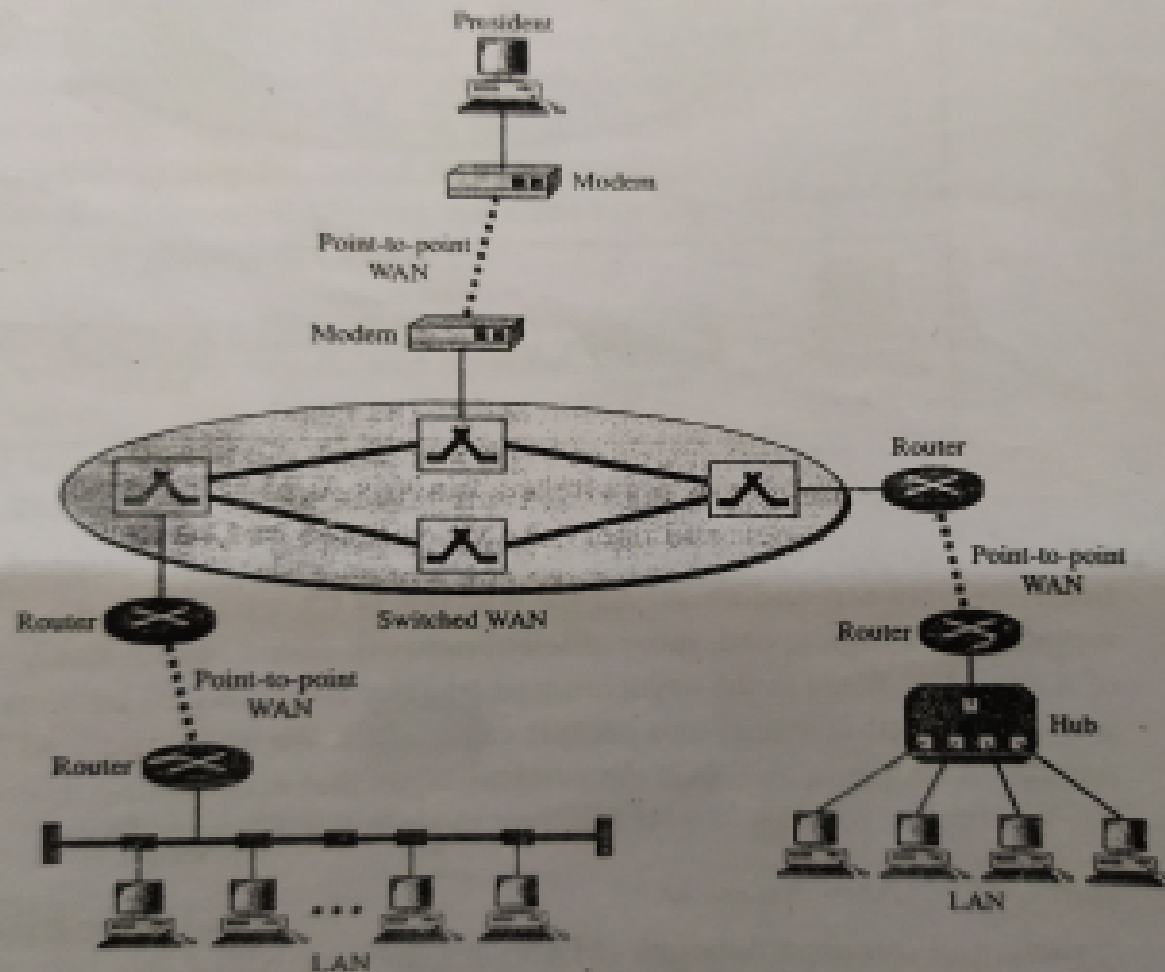 President
Modem
Point-to-point
WAN
Modem
Router
Point-to-point
WAN
Router
Switched WAN
Router
Point-to-point
WAN
Hub
Router
LAN
LAN